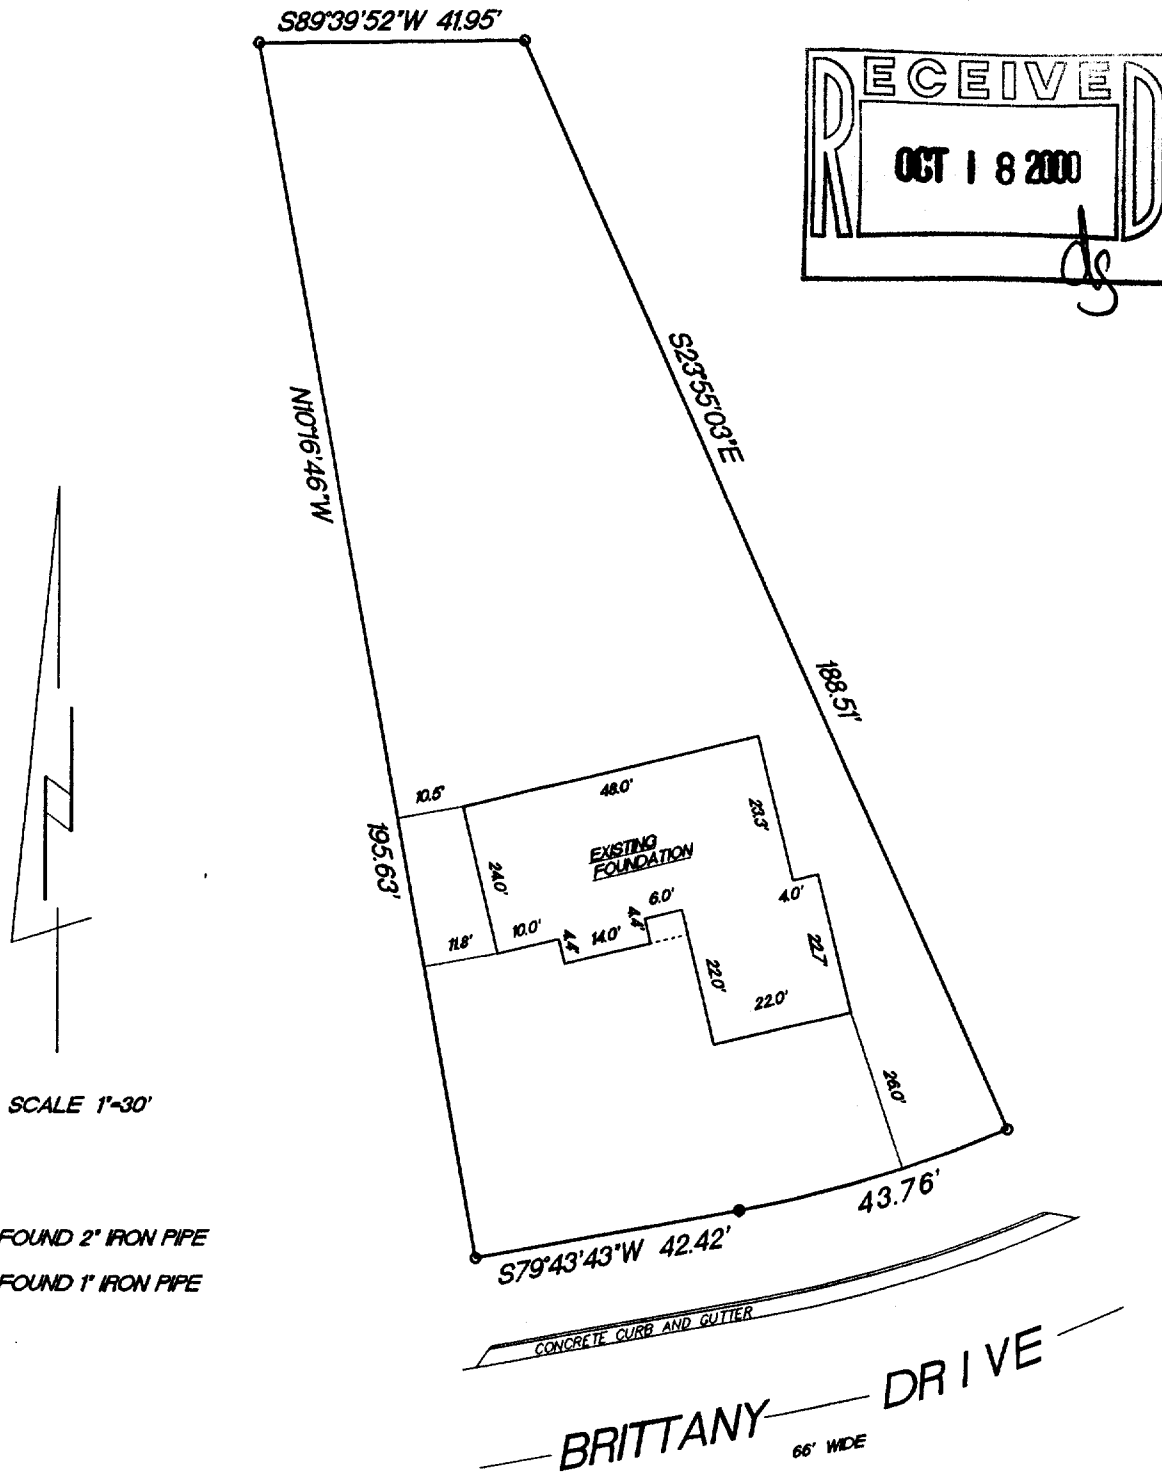 S89°39'52"W 41.95'
RECEIVED
OCT 18 2000
ds
S23°55'03"E
N10°16'46"W
188.51'
195.63'
10.5'
48.0'
23.3'
EXISTING
FOUNDATION
24.0'
6.0'
4.0'
11.8'
10.0'
4.4'
14.0'
4.4'
22.0'
22.7'
22.0'
26.0'
SCALE 1"=30'
43.76'
FOUND 2" IRON PIPE
S79°43'43"W 42.42'
FOUND 1" IRON PIPE
CONCRETE CURB AND GUTTER
BRITTANY DRIVE
66' WIDE